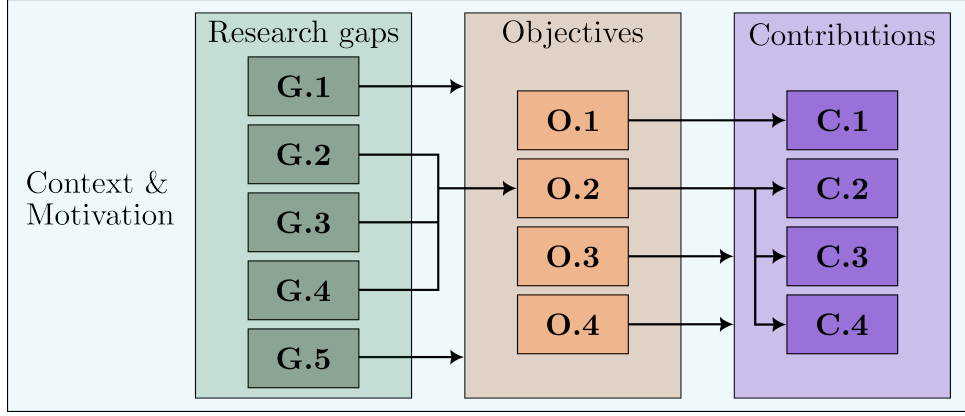 Context &
Motivation
Research gaps
G.1
G.2
G.3
G.4
G.5
Objectives
O.1
O.2
O.3
O.4
Contributions
C.1
C.2
C.3
C.4